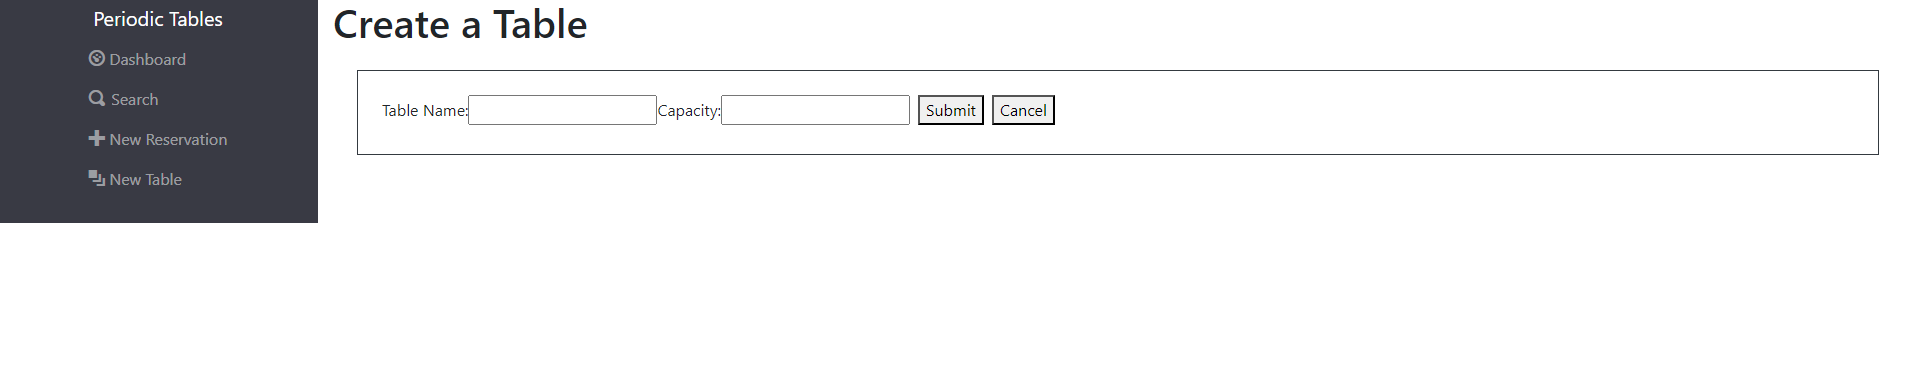 Periodic Tables
Dashboard
Search
New Reservation
New Table
Create a Table
Table Name: Capacity: Submit Cancel